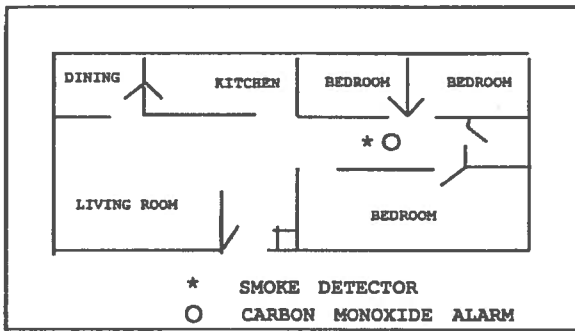 DINING KITCHEN BEDROOM BEDROOM
* O
LIVING ROOM BEDROOM
* SMOKE DETECTOR
O CARBON MONOXIDE ALARM